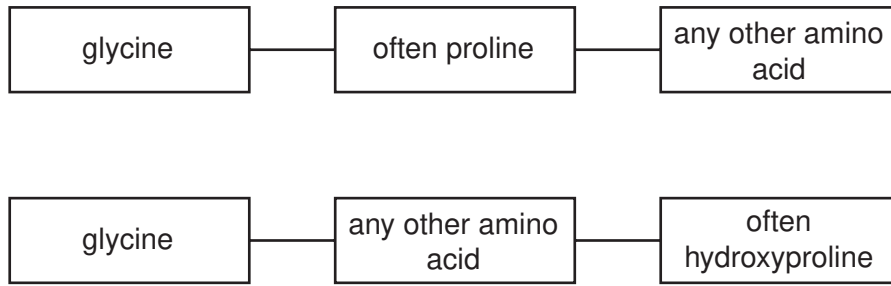 glycine
often proline
any other amino
acid
glycine
any other amino
acid
often
hydroxyproline